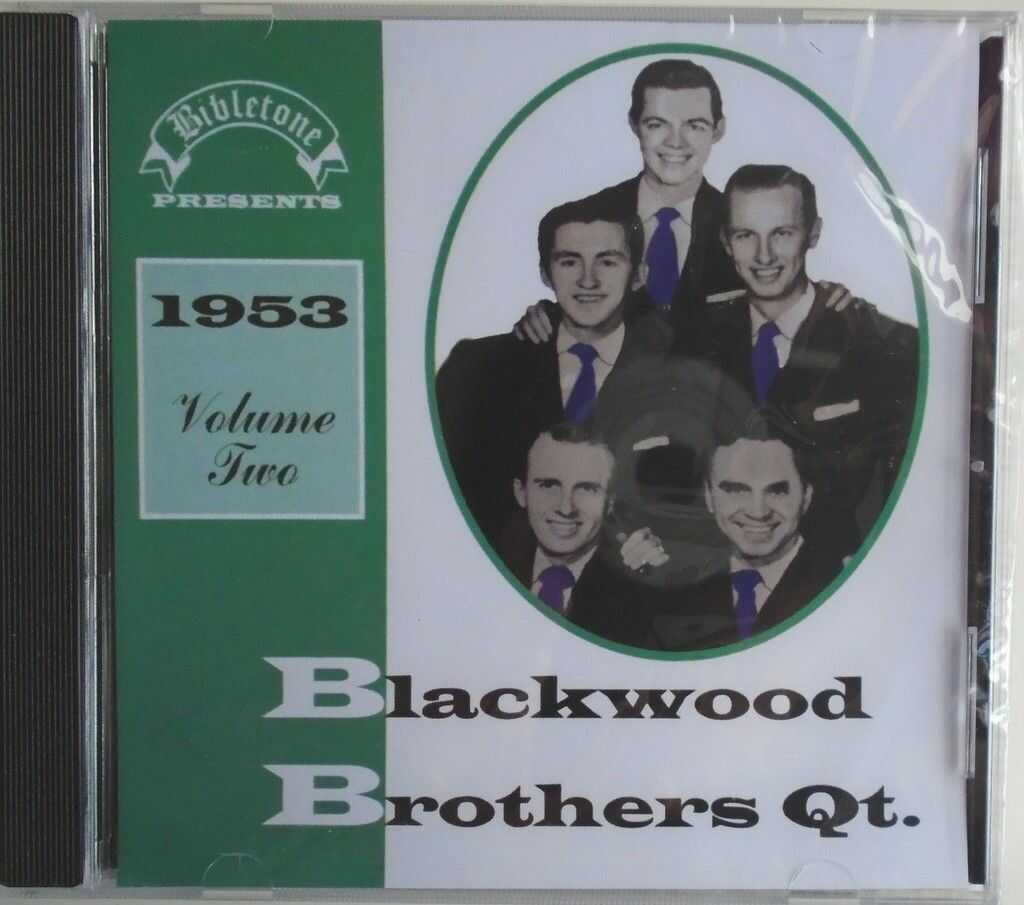 Bibletone
PRESENTS
1953
Volume
Two
Blackwood
Brothers Qt.